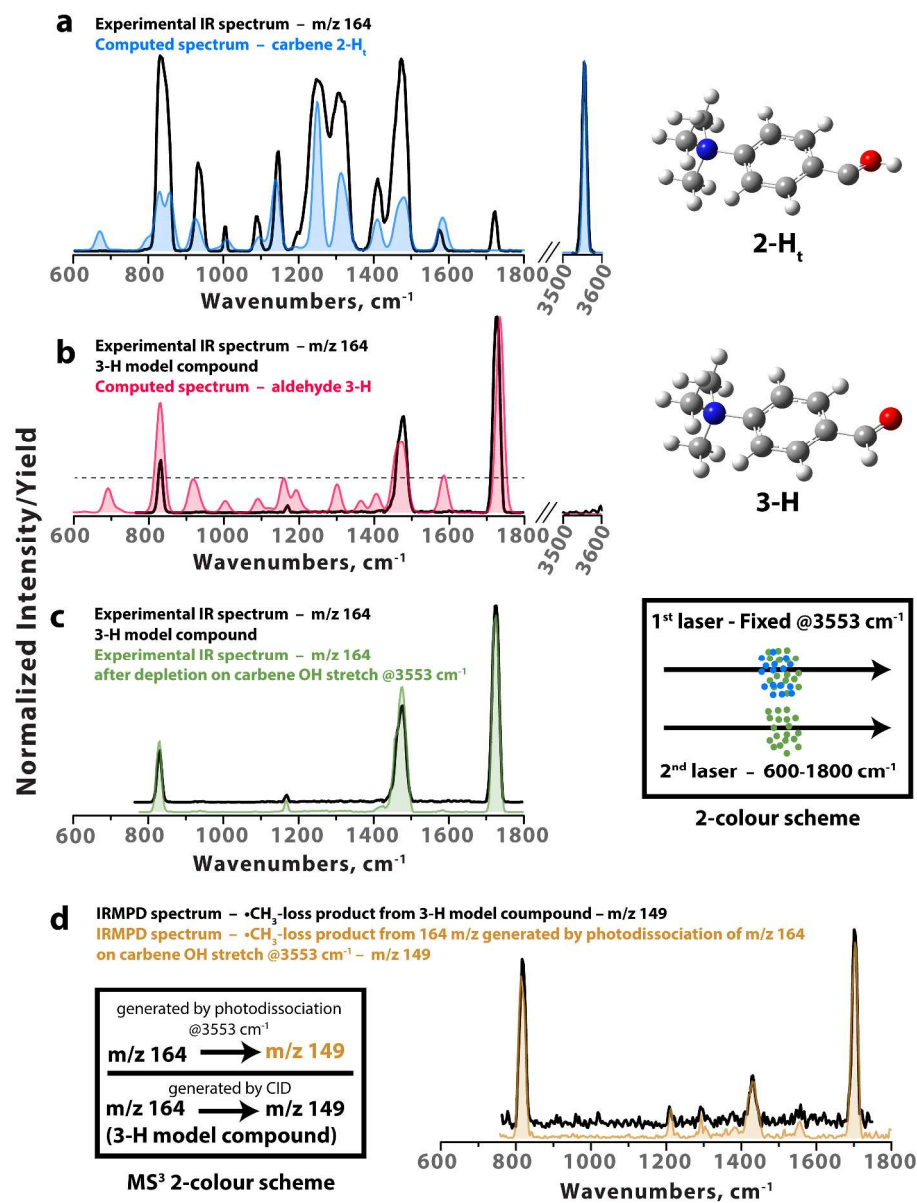 a
Experimental IR spectrum – m/z 164
Computed spectrum – carbene 2-Ht
600 800 1000 1200 1400 1600 1800 3500 3600
Wavenumbers, cm-1
2-Ht
b
Experimental IR spectrum – m/z 164
3-H model compound
Computed spectrum – aldehyde 3-H
600 800 1000 1200 1400 1600 1800 3500 3600
Wavenumbers, cm-1
3-H
Normalized Intensity/Yield
c
Experimental IR spectrum – m/z 164
3-H model compound
Experimental IR spectrum – m/z 164
after depletion on carbene OH stretch @3553 cm-1
600 800 1000 1200 1400 1600 1800
Wavenumbers, cm-1
1st laser - Fixed @3553 cm-1
2nd laser – 600-1800 cm-1
2-colour scheme
d
IRMPD spectrum – •CH3-loss product from 3-H model coumpound – m/z 149
IRMPD spectrum – •CH3-loss product from 164 m/z generated by photodissociation of m/z 164
on carbene OH stretch @3553 cm-1 – m/z 149
generated by photodissociation
@3553 cm-1
m/z 164 m/z 149
generated by CID
m/z 164 m/z 149
(3-H model compound)
MS3 2-colour scheme
600 800 1000 1200 1400 1600 1800
Wavenumbers, cm-1